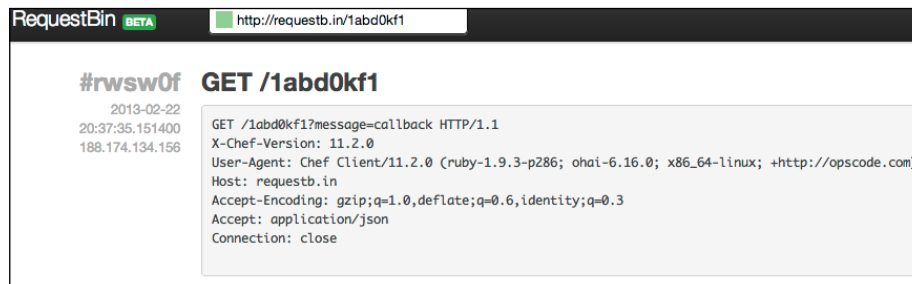 RequestBin BETA http://requestb.in/1abd0kf1
#rwsw0f GET /1abd0kf1
2013-02-22
20:37:35.151400
188.174.134.156
GET /1abd0kf1?message=callback HTTP/1.1
X-Chef-Version: 11.2.0
User-Agent: Chef Client/11.2.0 (ruby-1.9.3-p286; ohai-6.16.0; x86_64-linux; +http://opscode.com)
Host: requestb.in
Accept-Encoding: gzip;q=1.0,deflate;q=0.6,identity;q=0.3
Accept: application/json
Connection: close